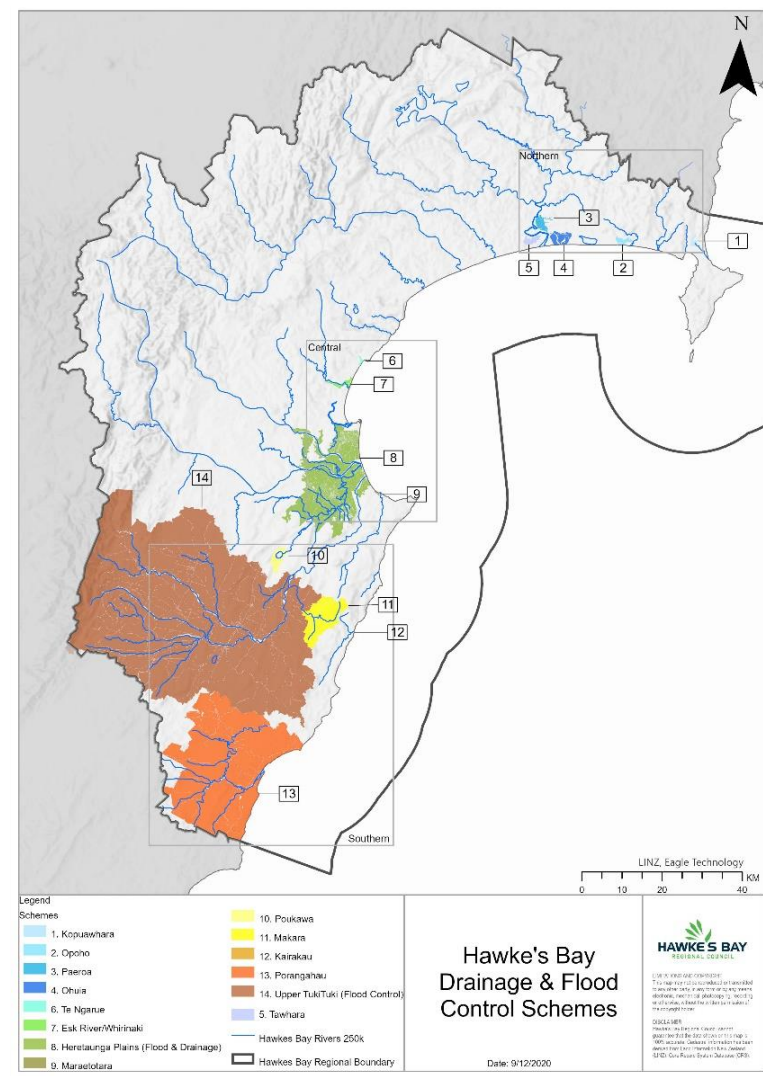 N
Northern
3
1
5
4
2
Central
6
7
8
14
9
10
11
12
13
Southern
LINZ, Eagle Technology
KM
0 10 20 40
Legend
Schemes
1. Kopuawhara
2. Opoho
3. Paeroa
4. Ohuia
6. Te Ngarue
7. Esk River/Whirinaki
8. Heretaunga Plains (Flood & Drainage)
9. Maraetotara
10. Poukawa
11. Makara
12. Kairakau
13. Porangahau
14. Upper TukiTuki (Flood Control)
5. Tawhara
Hawkes Bay Rivers 250k
Hawkes Bay Regional Boundary
Hawke's Bay
Drainage & Flood
Control Schemes
Date: 9/12/2020
HAWKE'S BAY
REGIONAL COUNCIL
DISCLAIMER